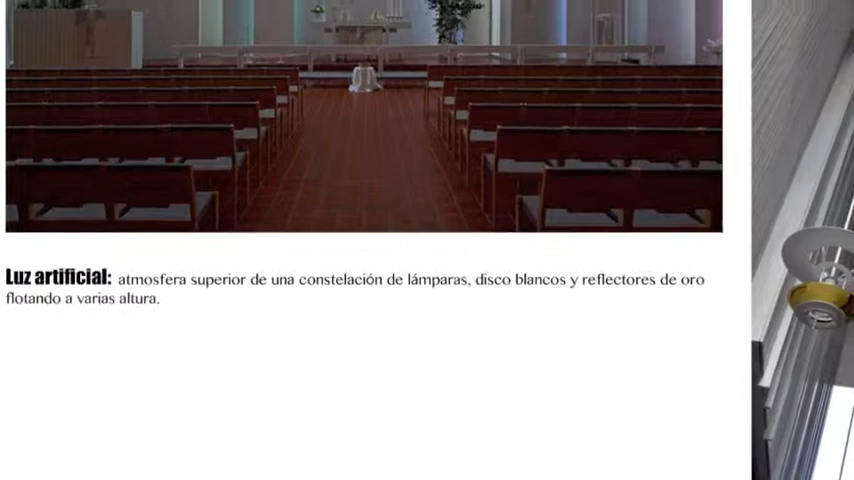 Luz artificial: atmosfera superior de una constelación de lámparas, disco blancos y reflectores de oro
flotando a varias altura.